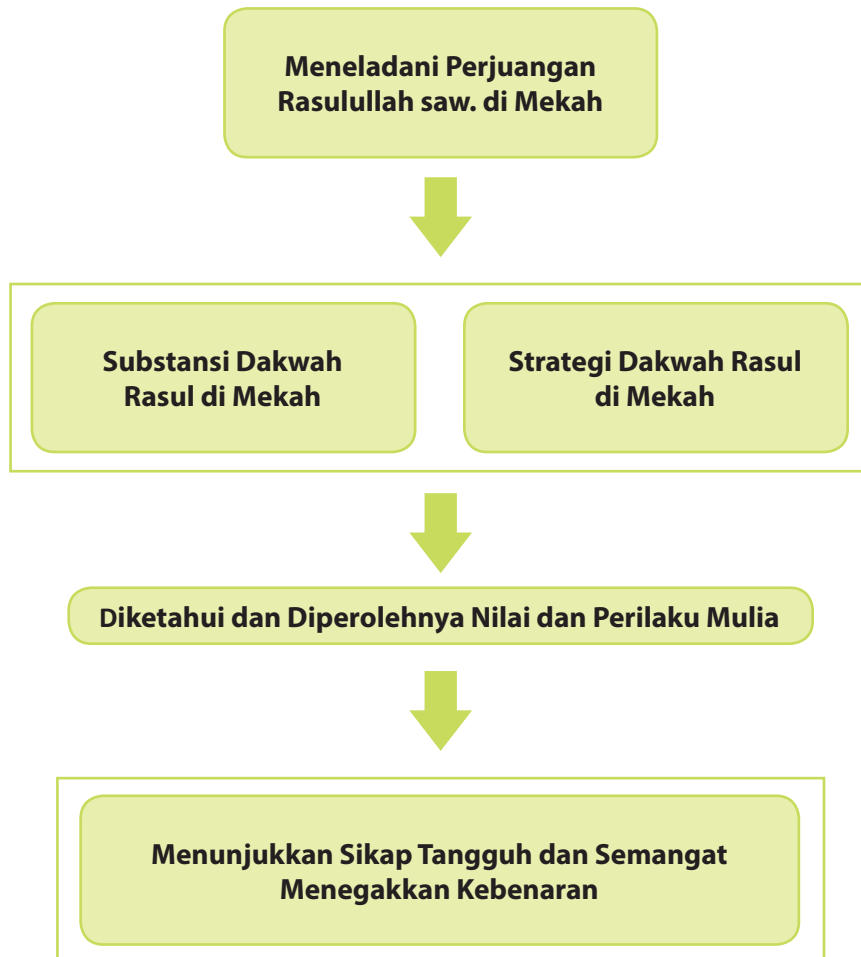 Meneladani Perjuangan
Rasulullah saw. di Mekah
Substansi Dakwah
Rasul di Mekah
Strategi Dakwah Rasul
di Mekah
Diketahui dan Diperolehnya Nilai dan Perilaku Mulia
Menunjukkan Sikap Tangguh dan Semangat
Menegakkan Kebenaran